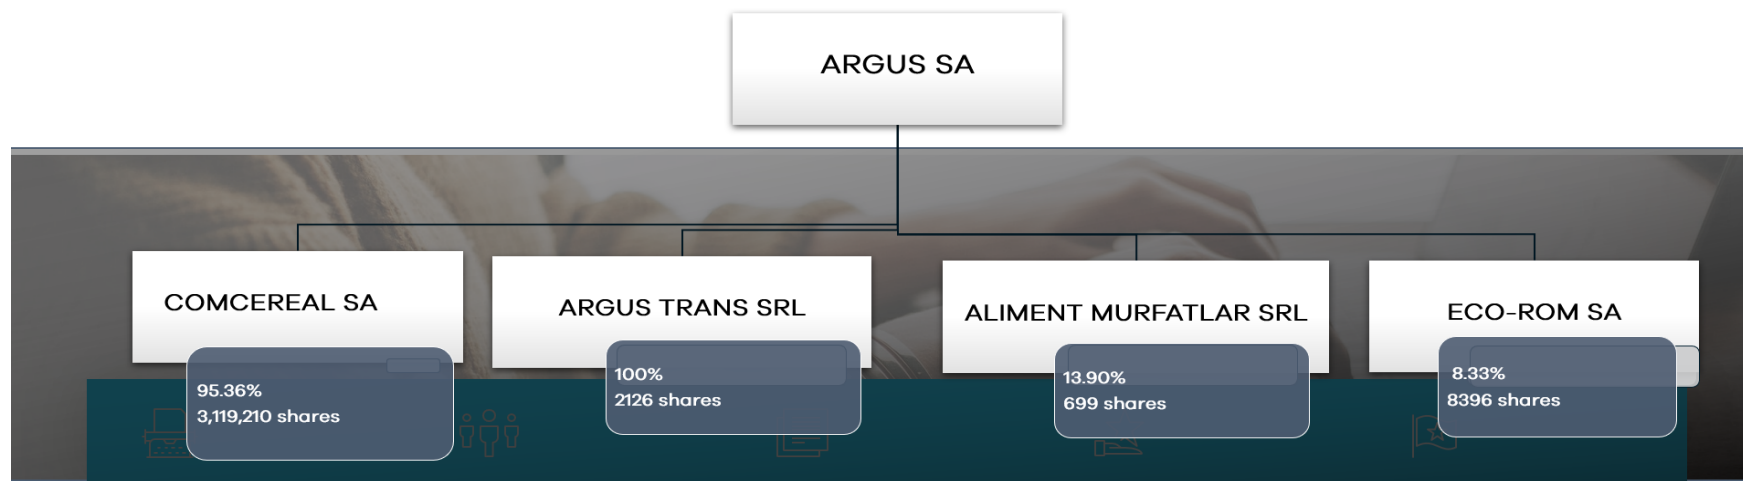 ARGUS SA
COMCEREAL SA
95.36%
3,119,210 shares
ARGUS TRANS SRL
100%
2126 shares
ALIMENT MURFATLAR SRL
13.90%
699 shares
ECO-ROM SA
8.33%
8396 shares